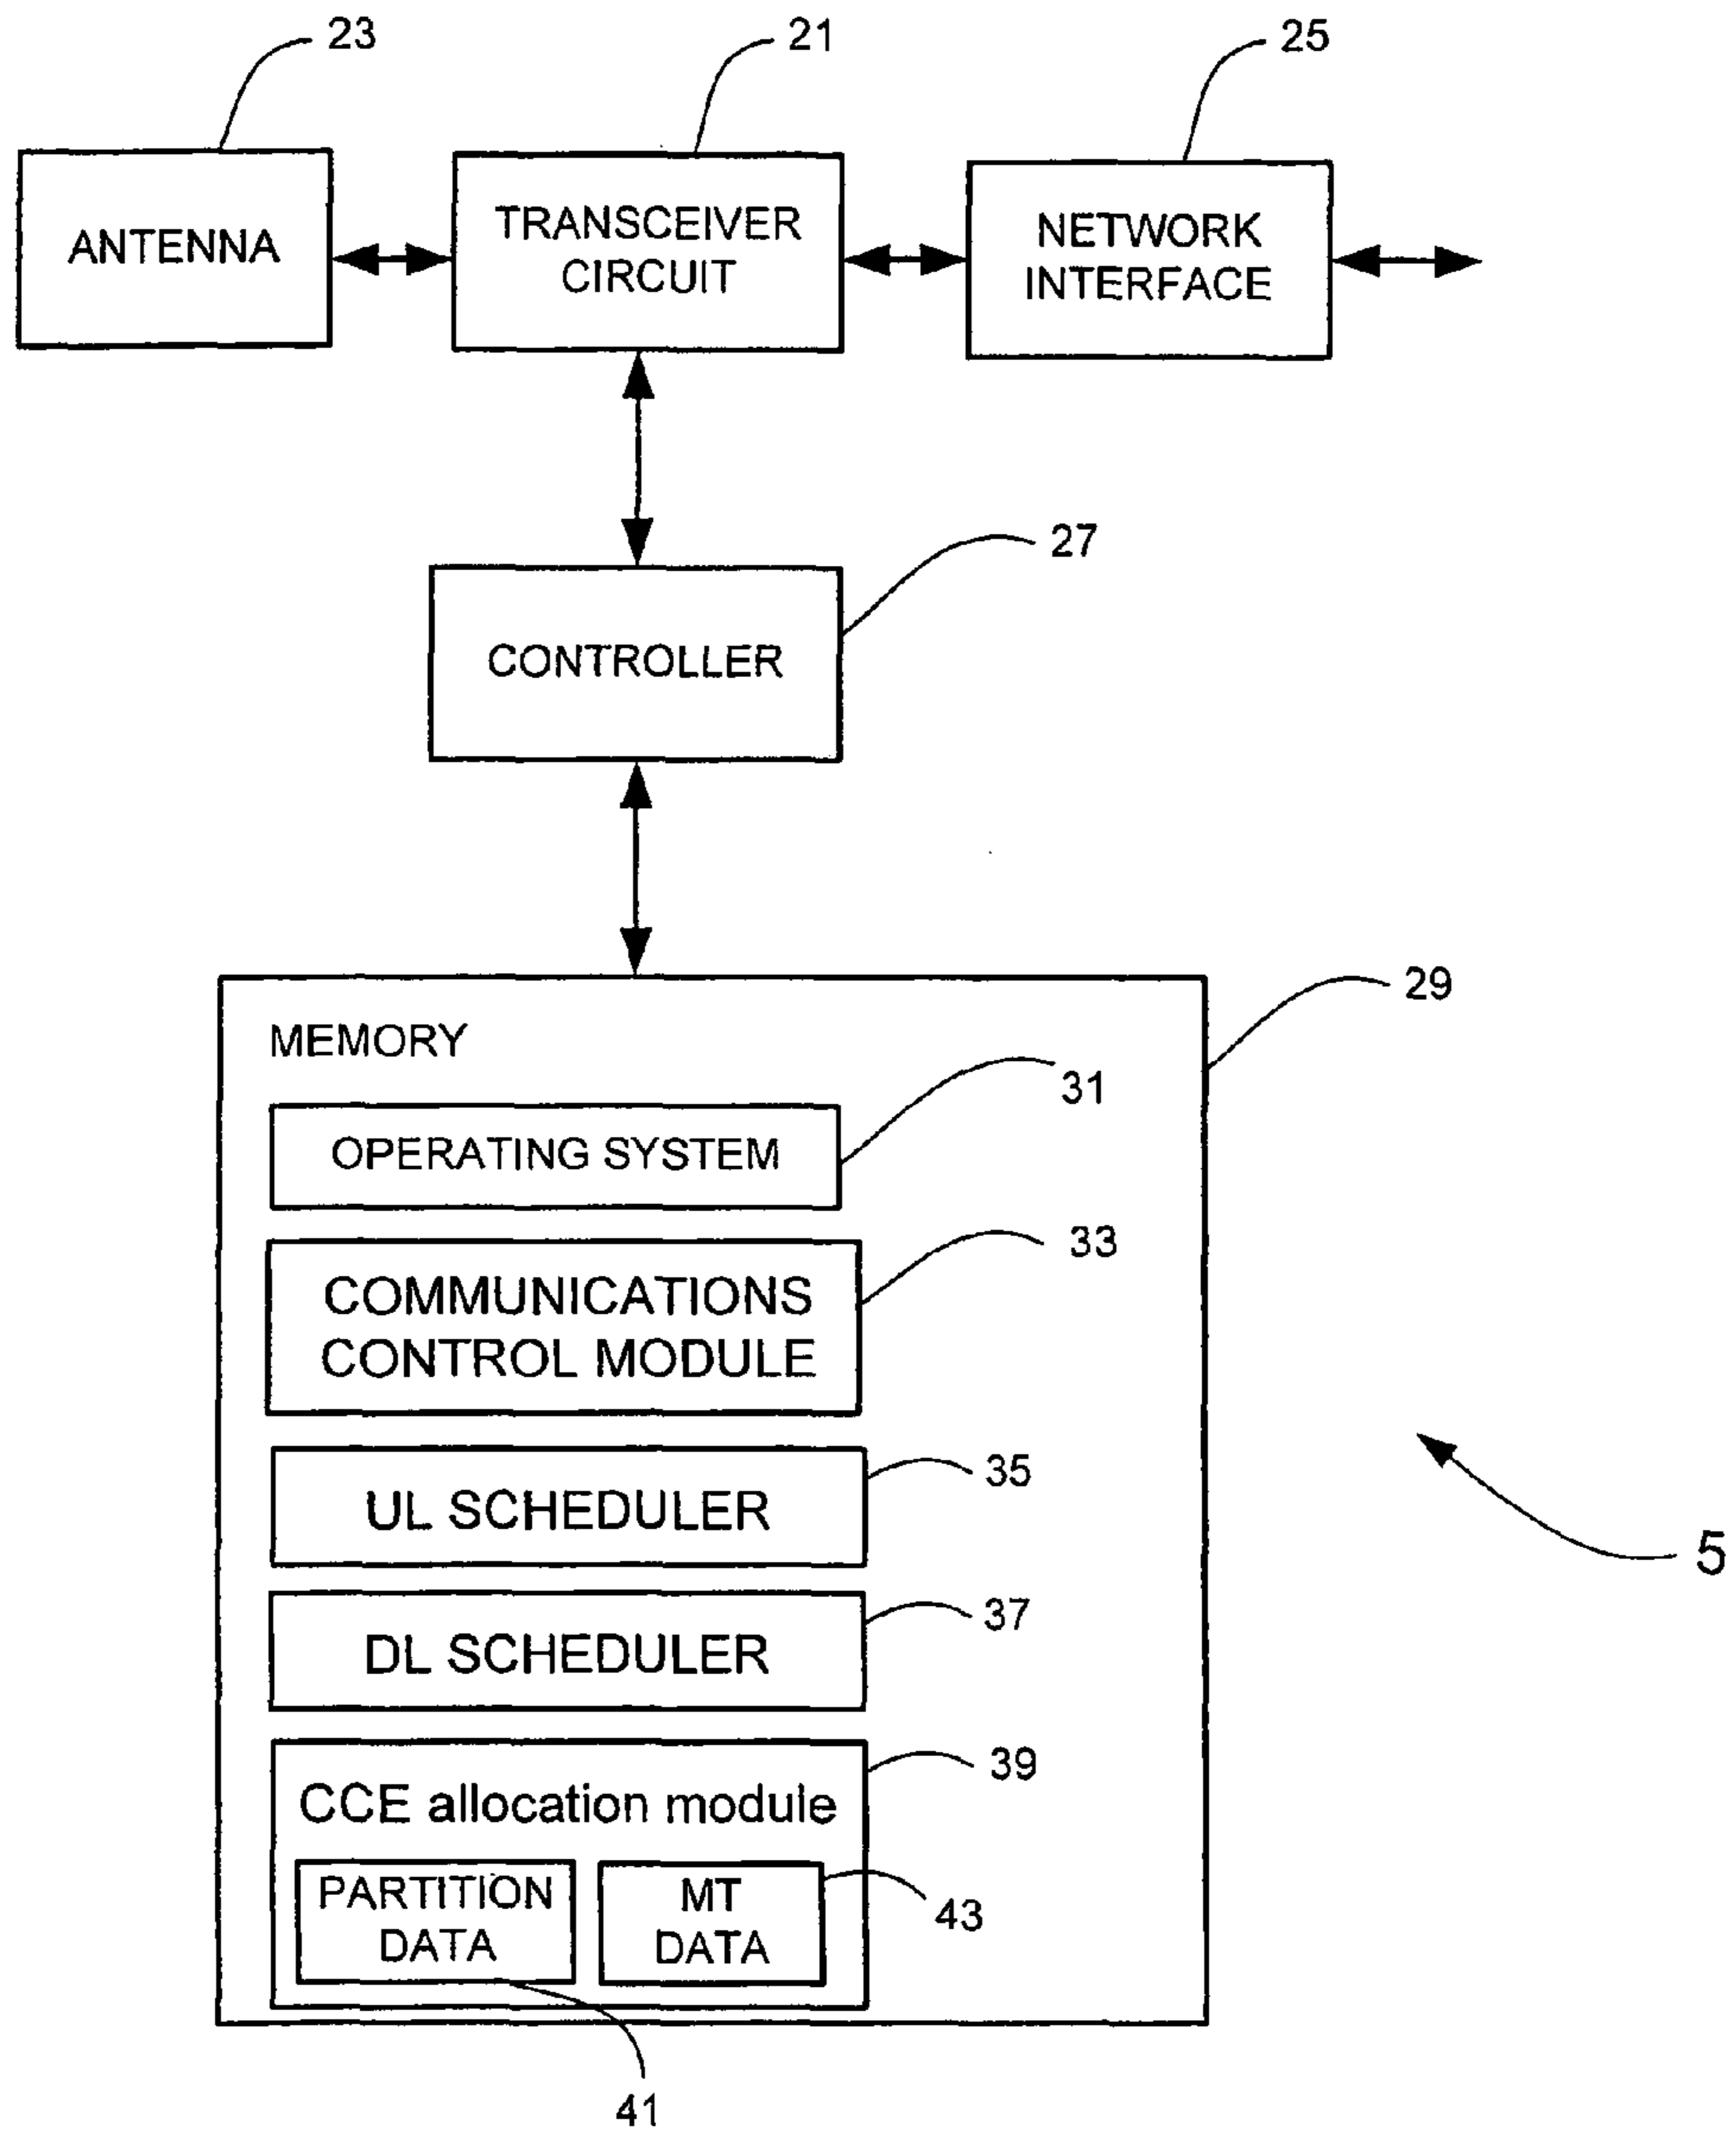 23
21
25
ANTENNA
TRANSCEIVER
CIRCUIT
NETWORK
INTERFACE
27
CONTROLLER
29
MEMORY
31
OPERATING SYSTEM
33
COMMUNICATIONS
CONTROL MODULE
35
UL SCHEDULER
5
37
DL SCHEDULER
39
CCE allocation module
PARTITION
DATA
MT
DATA
43
41